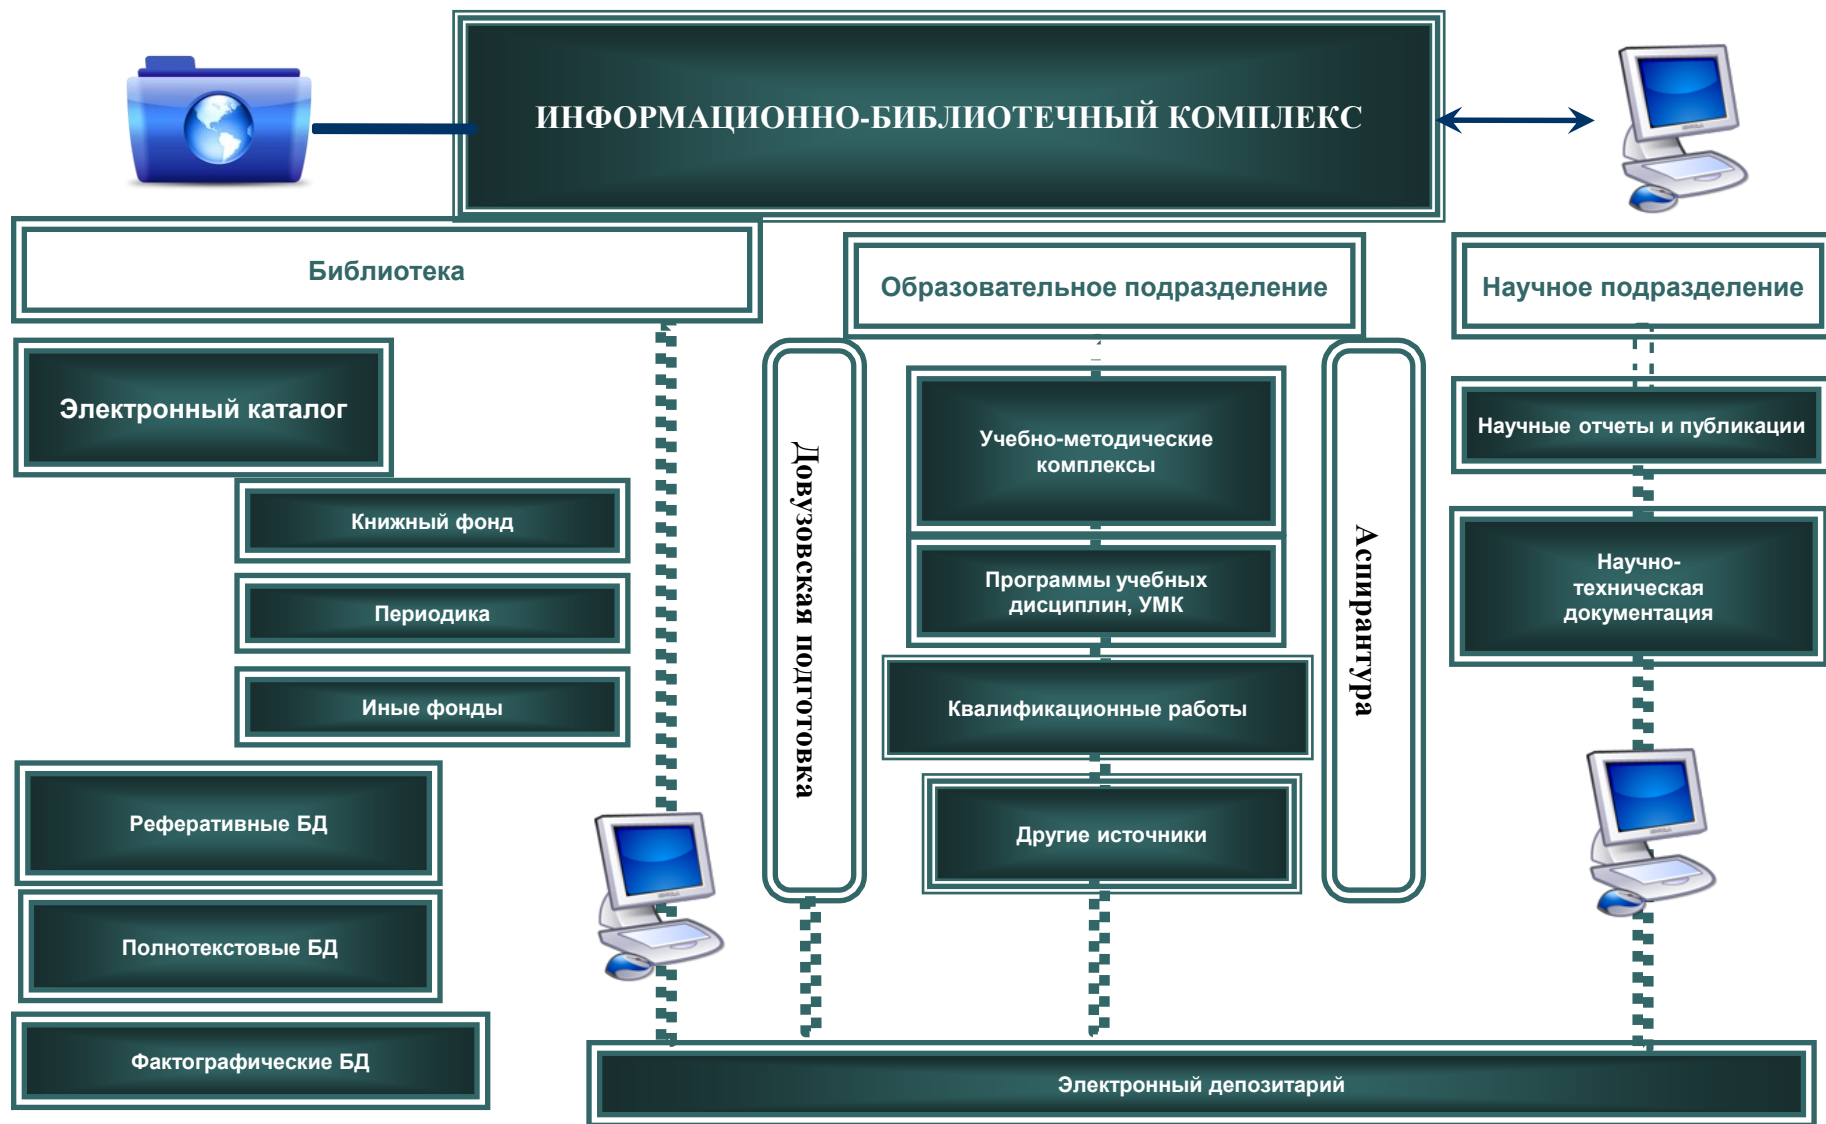 ИНФОРМАЦИОННО-БИБЛИОТЕЧНЫЙ КОМПЛЕКС
Библиотека
Образовательное подразделение
Научное подразделение
Электронный каталог
Книжный фонд
Периодика
Иные фонды
Реферативные БД
Полнотекстовые БД
Фактографические БД
Довузовская подготовка
Учебно-методические
комплексы
Программы учебных
дисциплин, УМК
Квалификационные работы
Другие источники
Аспирантура
Научные отчеты и публикации
Научно-
техническая
документация
Электронный депозитарий